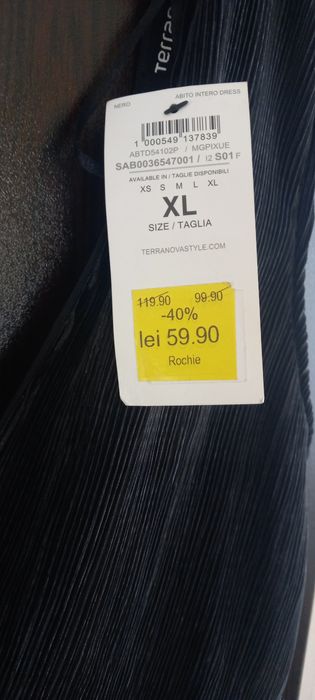 Terrano
NERO
ABITO INTERO DRESS
1 000549 137839
ABTD54102P / MGPIXUE
SAB0036547001 / I2 S01 F
AVAILABLE IN / TAGLIE DISPONIBILI
XS S M L XL
XL
SIZE / TAGLIA
TERRANOVASTYLE.COM
119.90 99.90
-40%
lei 59.90
Rochie